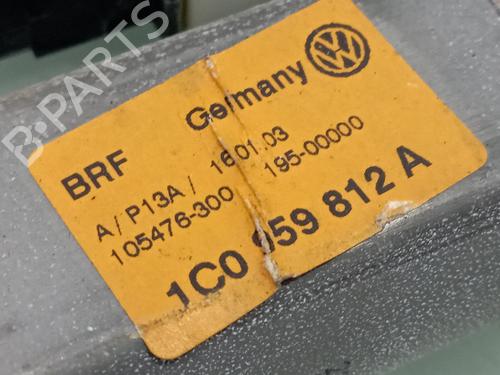 B-PARTS
BRF Germany
A / P13A / 16.01.03
105476-300 195-00000
1C0 959 812 A